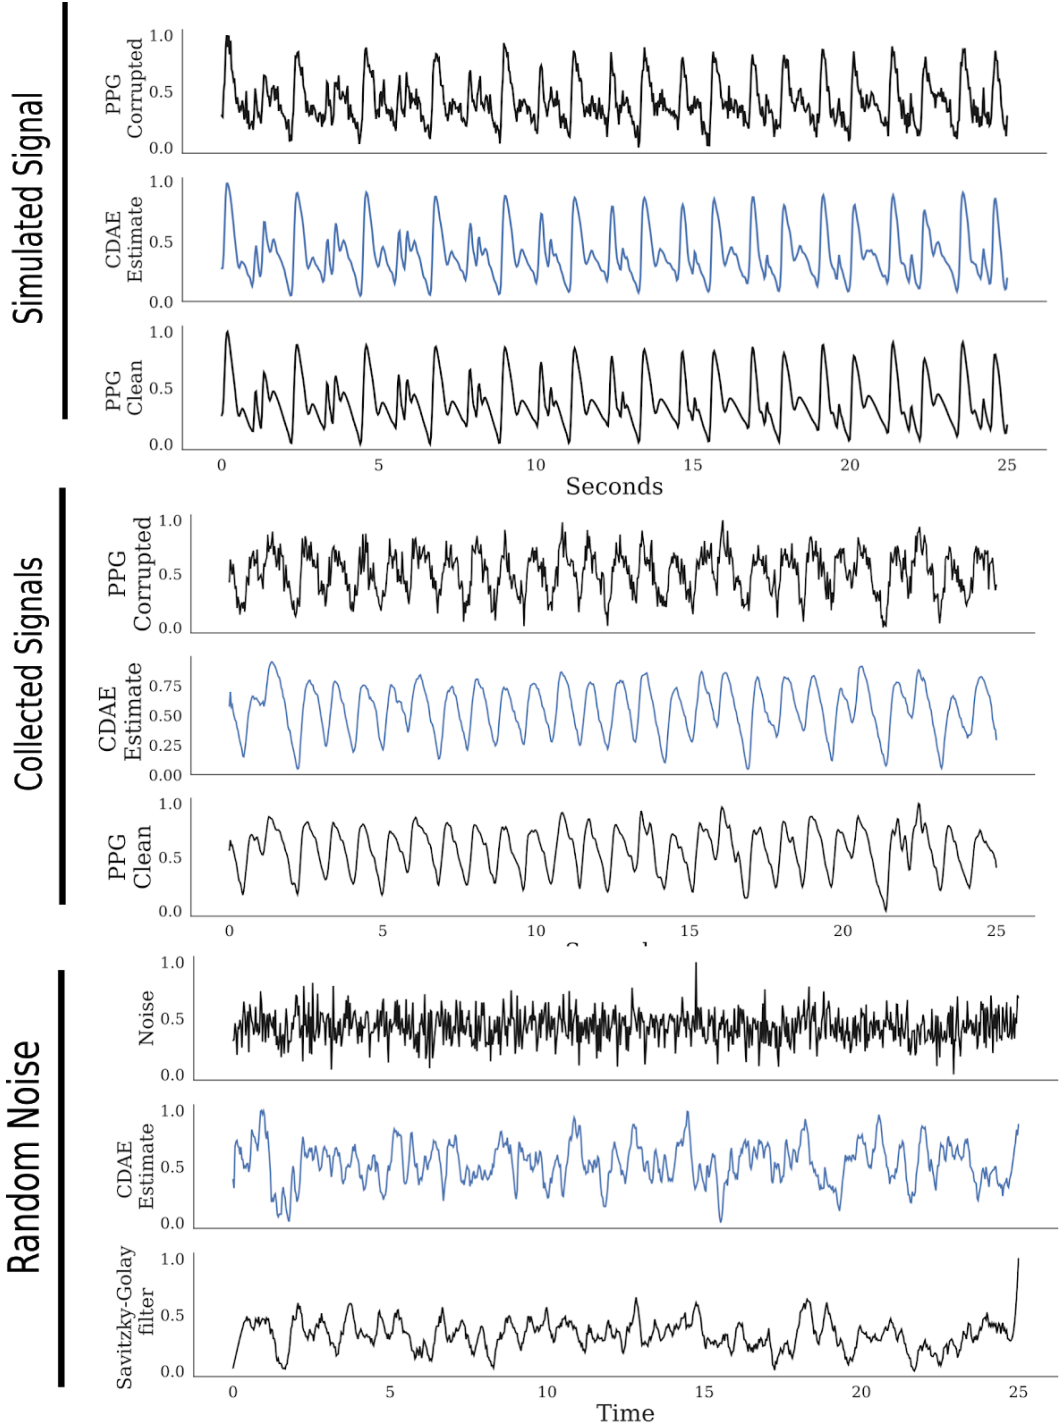 Simulated Signal
PPG
Corrupted
1.0
0.5
0.0
CDAE
Estimate
1.0
0.5
0.0
PPG
Clean
1.0
0.5
0.0
0 5 10 15 20 25
Seconds
Collected Signals
PPG
Corrupted
1.0
0.5
0.0
CDAE
Estimate
0.75
0.50
0.25
0.00
PPG
Clean
1.0
0.5
0.0
0 5 10 15 20 25
Random Noise
Noise
1.0
0.5
0.0
CDAE
Estimate
1.0
0.5
0.0
Savitzky-Golay
filter
1.0
0.5
0.0
0 5 10 15 20 25
Time